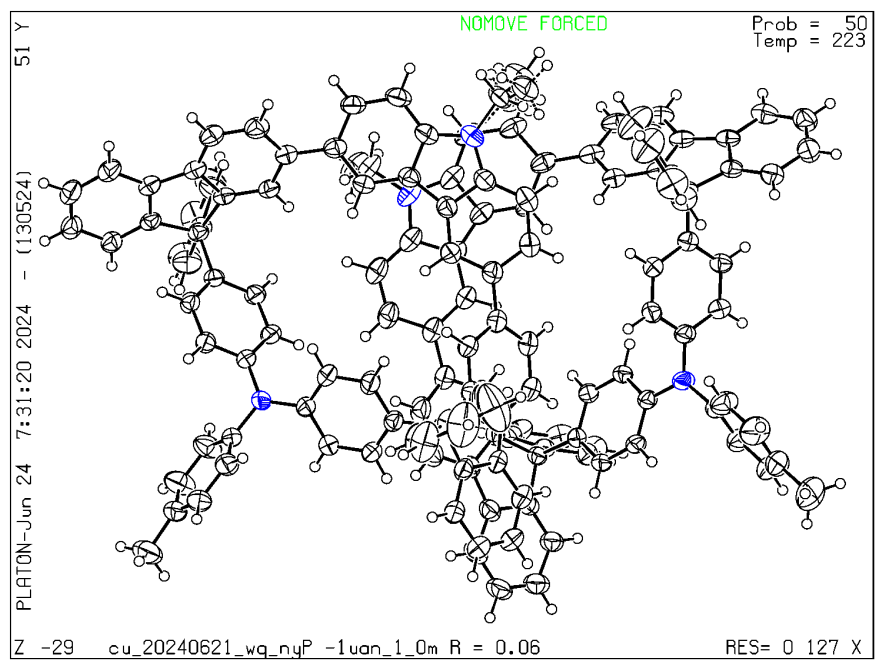 NOMOVE FORCED
Prob = 50
Temp = 223
51 Y
PLATON-Jun 24 7:31:20 2024 - (130524)
Z -29 cu_20240621_wq_nyP -1uan_1_0m R = 0.06 RES= 0 127 X